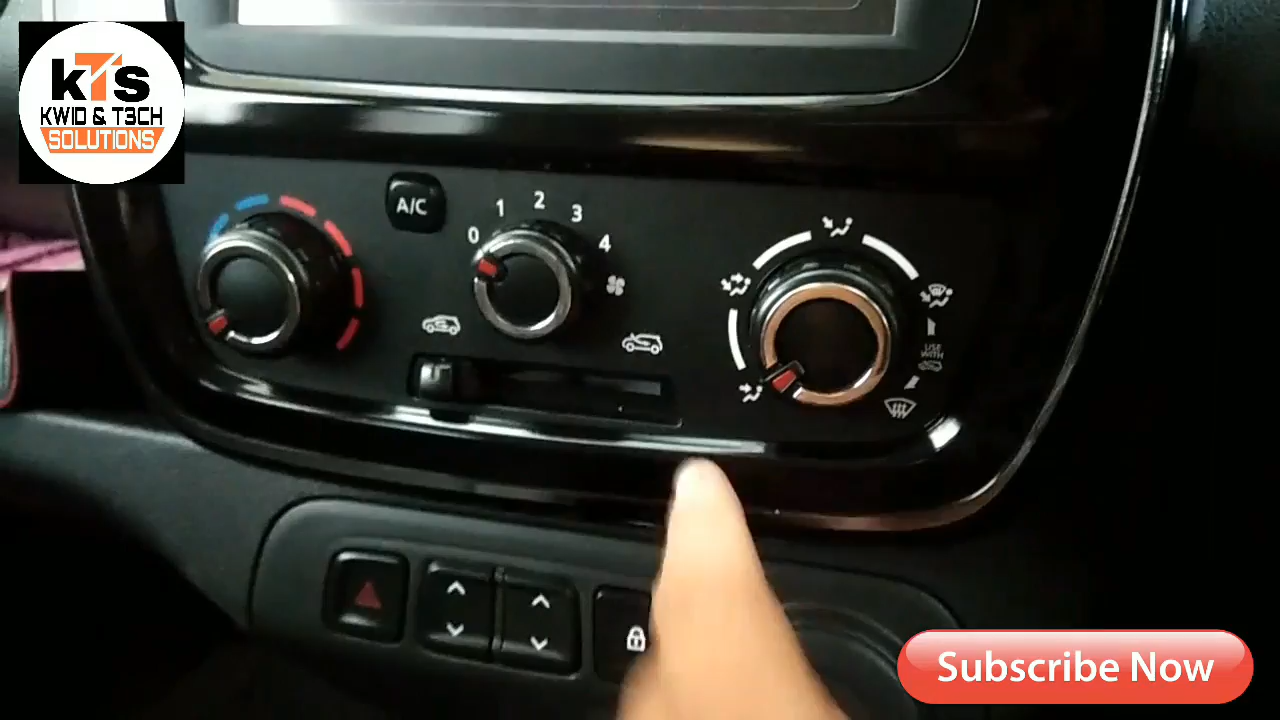 KTS
KWID & T3CH
SOLUTIONS
A/C
0
1
2
3
4
USE
WITH
Subscribe Now